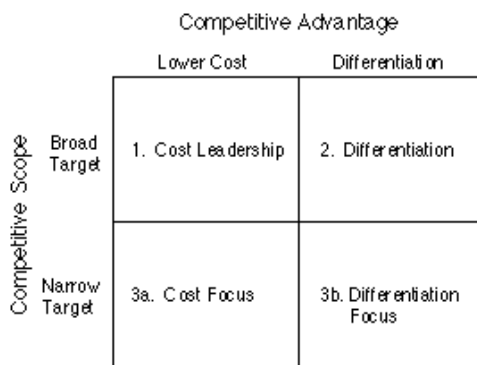 Competitive Advantage
Lower Cost Differentiation
Competitive Scope
Broad
Target
1. Cost Leadership
2. Differentiation
Narrow
Target
3a. Cost Focus
3b. Differentiation
Focus